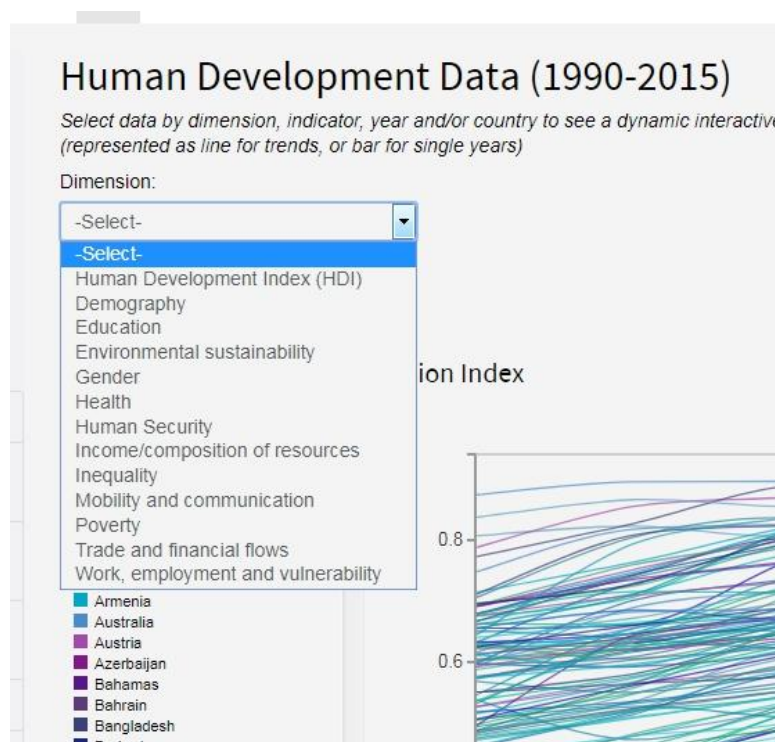 Human Development Data (1990-2015)
Select data by dimension, indicator, year and/or country to see a dynamic interactive
(represented as line for trends, or bar for single years)
Dimension:
-Select-
-Select-
Human Development Index (HDI)
Demography
Education
Environmental sustainability
Gender
Health
Human Security
Income/composition of resources
Inequality
Mobility and communication
Poverty
Trade and financial flows
Work, employment and vulnerability
Armenia
Australia
Austria
Azerbaijan
Bahamas
Bahrain
Bangladesh
ion Index
0.8
0.6